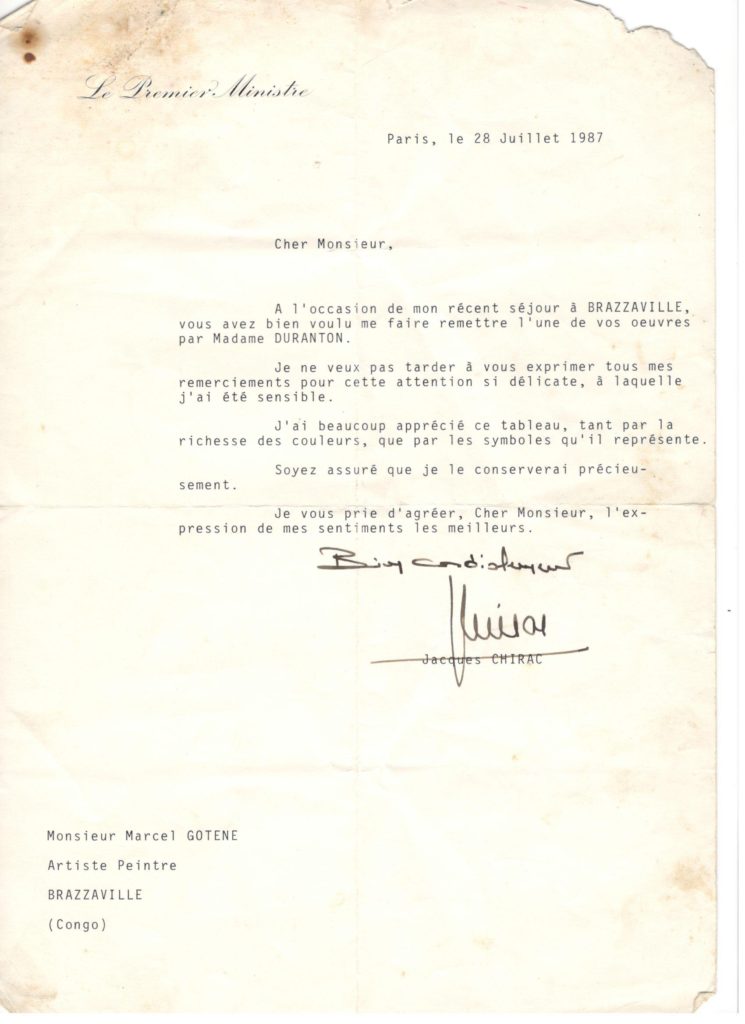 Le Premier Ministre
Paris, le 28 Juillet 1987
Cher Monsieur,
A l'occasion de mon récent séjour à BRAZZAVILLE,
vous avez bien voulu me faire remettre l'une de vos oeuvres
par Madame DURANTON.
Je ne veux pas tarder à vous exprimer tous mes
remerciements pour cette attention si délicate, à laquelle
j'ai été sensible.
J'ai beaucoup apprécié ce tableau, tant par la
richesse des couleurs, que par les symboles qu'il représente.
Soyez assuré que je le conserverai précieu-
sement.
Je vous prie d'agréer, Cher Monsieur, l'ex-
pression de mes sentiments les meilleurs.
Bien cordialement
Chirac
Jacques CHIRAC
Monsieur Marcel GOTENE
Artiste Peintre
BRAZZAVILLE
(Congo)